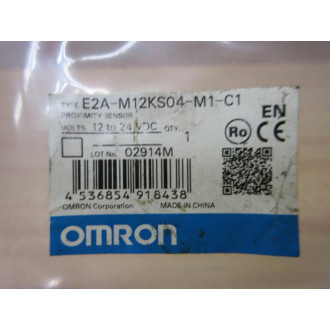 TYPE E2A-M12KS04-M1-C1
PROXIMITY SENSOR
VOLTS. 12 to 24 VDC QTY.
1
EN
Ro CE
LOT No. 02914M
4 536854 918438
OMRON Corporation MADE IN CHINA
OMRON